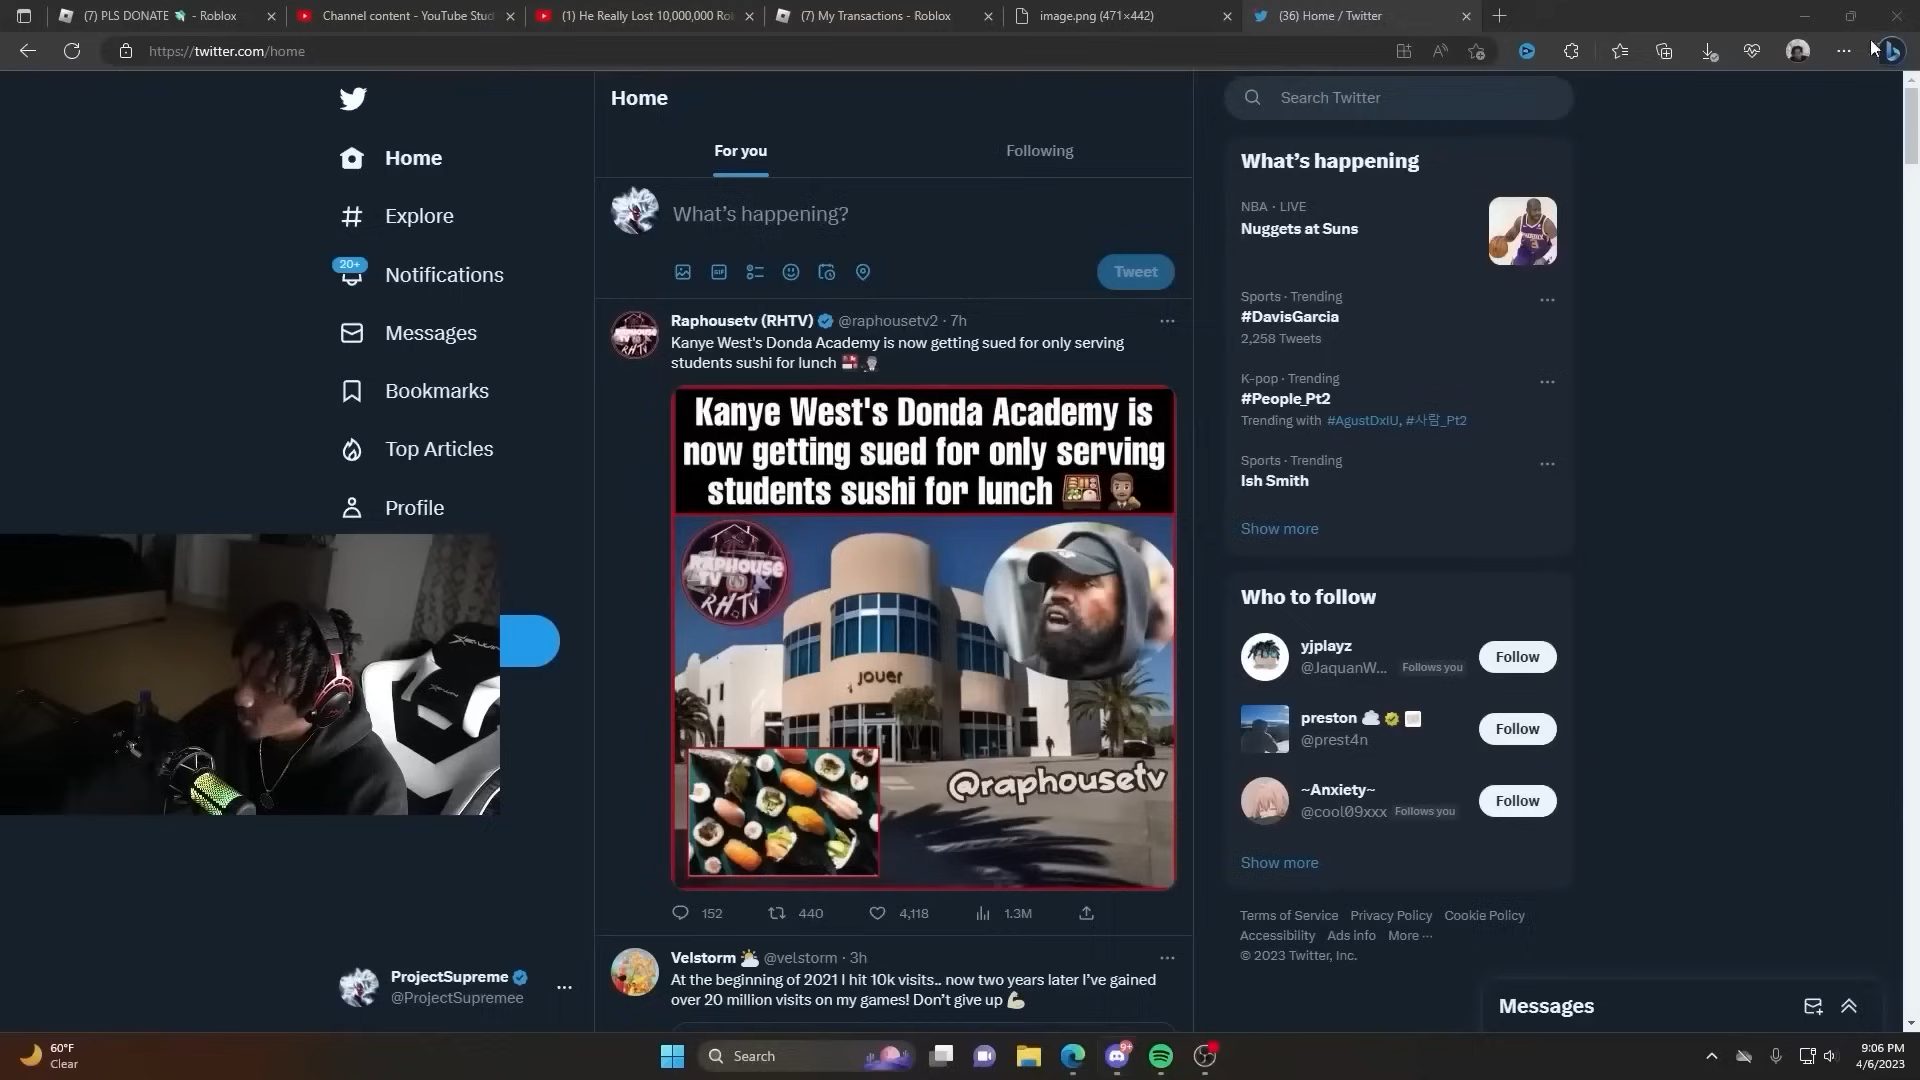 (7) PLS DONATE - Roblox
Channel content - YouTube Stud
(1) He Really Lost 10,000,000 Ro
(7) My Transactions - Roblox
image.png (471×442)
(36) Home / Twitter
https://twitter.com/home
Home
Explore
20+
Notifications
Messages
Bookmarks
Top Articles
Profile
ProjectSupreme
@ProjectSupremee
Home
For you
Following
What's happening?
GIF
Tweet
Raphousetv (RHTV) @raphousetv2 · 7h
Kanye West's Donda Academy is now getting sued for only serving
students sushi for lunch
Kanye West's Donda Academy is
now getting sued for only serving
students sushi for lunch
RAPHOUSE
TV
RH.TV
jouer
@raphousetv
152
440
4,118
1.3M
Velstorm @velstorm · 3h
At the beginning of 2021 I hit 10k visits.. now two years later I've gained
over 20 million visits on my games! Don't give up
Search Twitter
What's happening
NBA · LIVE
Nuggets at Suns
Sports · Trending
#DavisGarcia
2,258 Tweets
K-pop · Trending
#People_Pt2
Trending with #AgustDxIU, #사람_Pt2
Sports · Trending
Ish Smith
Show more
Who to follow
yjplayz
@JaquanW... Follows you
Follow
preston
@prest4n
Follow
~Anxiety~
@cool09xxx Follows you
Follow
Show more
Terms of Service Privacy Policy Cookie Policy
Accessibility Ads info More ...
© 2023 Twitter, Inc.
Messages
60°F
Clear
Search
9+
9:06 PM
4/6/2023